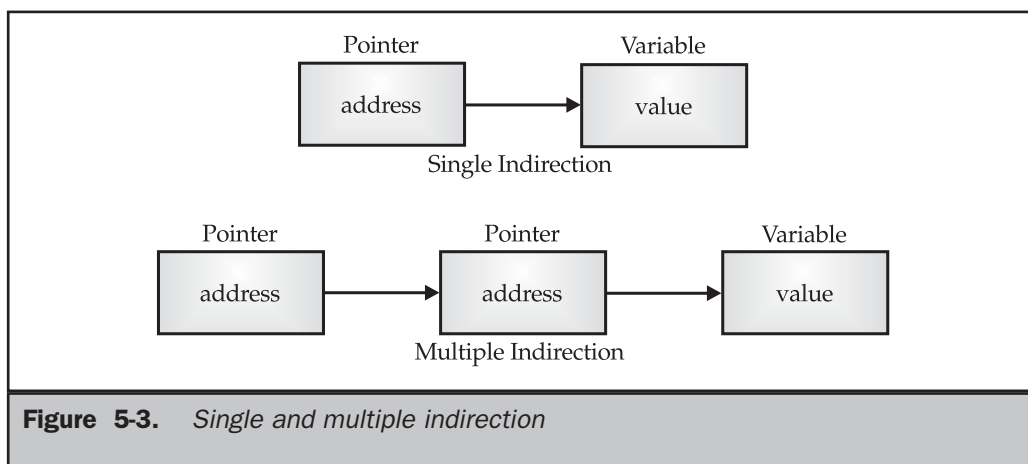 Pointer Variable
address value
Single Indirection
Pointer Pointer Variable
address address value
Multiple Indirection
Figure 5-3. Single and multiple indirection